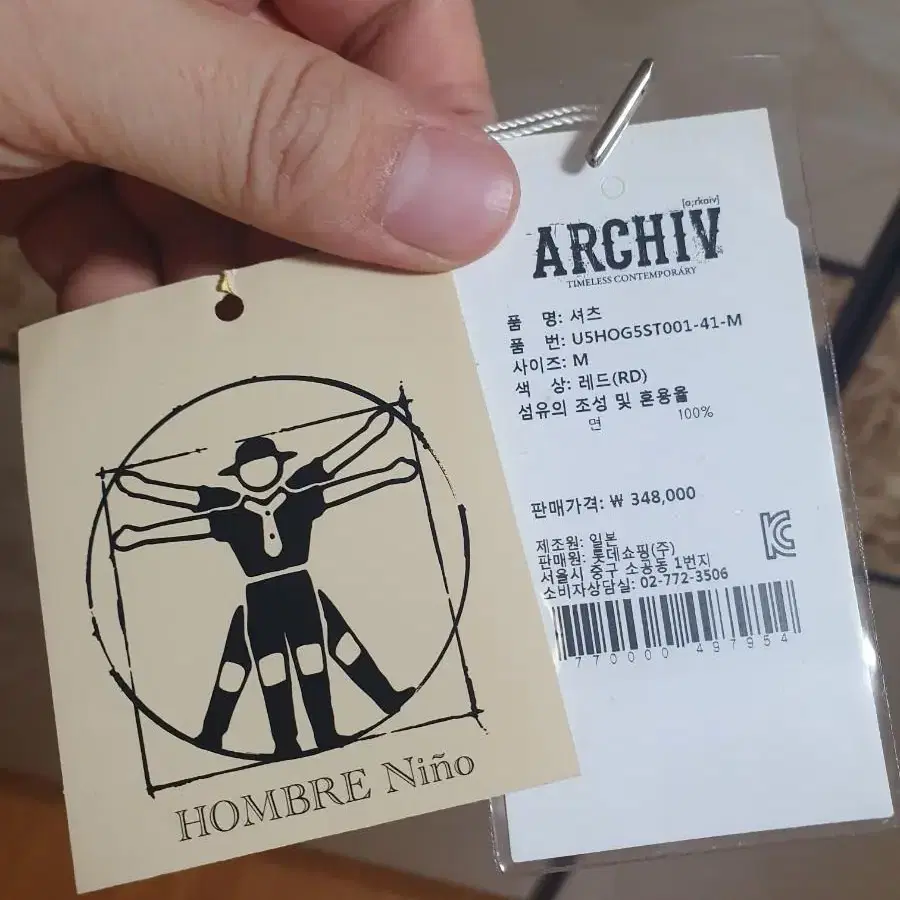 HOMBRE Niño
[a;rkaiv]
ARCHIV
TIMELESS CONTEMPORARY
품 명: 셔츠
품 번: U5HOG5ST001-41-M
사이즈: M
색 상: 레드(RD)
섬유의 조성 및 혼용율
면 100%
판매가격: ₩ 348,000
제조원: 일본
판매원: 롯데쇼핑(주)
서울시 중구 소공동 1번지
소비자상담실: 02-772-3506
770000 497954